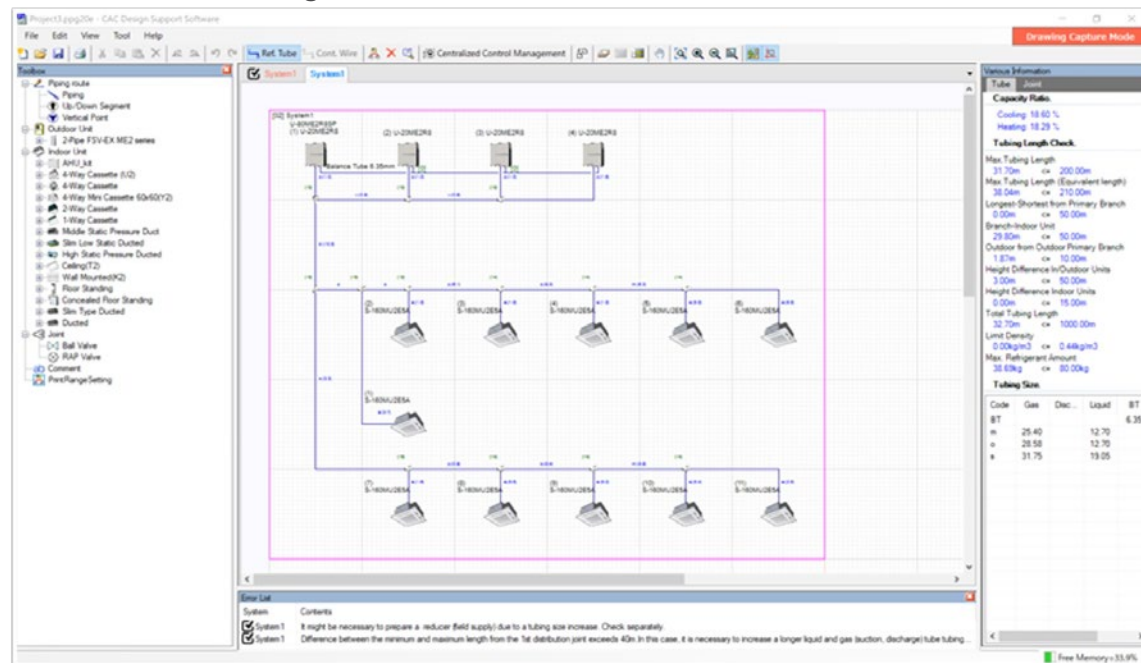 Project3.ppg20e - CAC Design Support Software
File Edit View Tool Help
Drawing Capture Mode
Ref. Tube Cont. Wire Centralized Control Management
Toolbox
Piping route
Piping
Up/Down Segment
Vertical Point
Outdoor Unit
2-Pipe FSV-EX ME2 series
Indoor Unit
AHU_kit
4-Way Cassette (U2)
4-Way Cassette
4-Way Mini Cassette 60x60(Y2)
2-Way Cassette
1-Way Cassette
Middle Static Pressure Duct
Slim Low Static Ducted
High Static Pressure Ducted
Ceiling(T2)
Wall Mounted(K2)
Floor Standing
Concealed Floor Standing
Slim Type Ducted
Ducted
Joint
Ball Valve
RAP Valve
Comment
PrintRangeSetting
System1 System1
[S2] System1
U-80ME2R8SP
(1) U-20ME2R8 (2) U-20ME2R8 (3) U-20ME2R8 (4) U-20ME2R8
Balance Tube 6.35mm
(2) (3) (4) (5) (6)
S-160MU2E5A S-160MU2E5A S-160MU2E5A S-160MU2E5A S-160MU2E5A
(1)
S-160MU2E5A
(7) (8) (9) (10) (11)
S-160MU2E5A S-160MU2E5A S-160MU2E5A S-160MU2E5A S-160MU2E5A
Error List
System Contents
System1 It might be necessary to prepare a reducer (field supply) due to a tubing size increase. Check separately.
System1 Difference between the minimum and maximum length from the 1st distribution joint exceeds 40m.In this case, it is necessary to increase a longer liquid and gas (suction, discharge) tube tubing ...
Various Information
Tube Joint
Capacity Ratio.
Cooling: 18.60 %
Heating: 18.29 %
Tubing Length Check.
Max.Tubing Length
31.70m <= 200.00m
Max.Tubing Length (Equivalent length)
38.04m <= 210.00m
Longest-Shortest from Primary Branch
0.00m <= 50.00m
Branch-Indoor Unit
29.80m <= 50.00m
Outdoor from Outdoor Primary Branch
1.87m <= 10.00m
Height Difference In/Outdoor Units
3.00m <= 50.00m
Height Difference Indoor Units
0.00m <= 15.00m
Total Tubing Length
32.70m <= 1000.00m
Limit Density
0.00kg/m3 <= 0.44kg/m3
Max. Refrigerant Amount
38.69kg <= 80.00kg
Tubing Size.
Code Gas Disc... Liquid BT
BT 6.35
m 25.40 12.70
o 28.58 12.70
s 31.75 19.05
Free Memory=33.9%